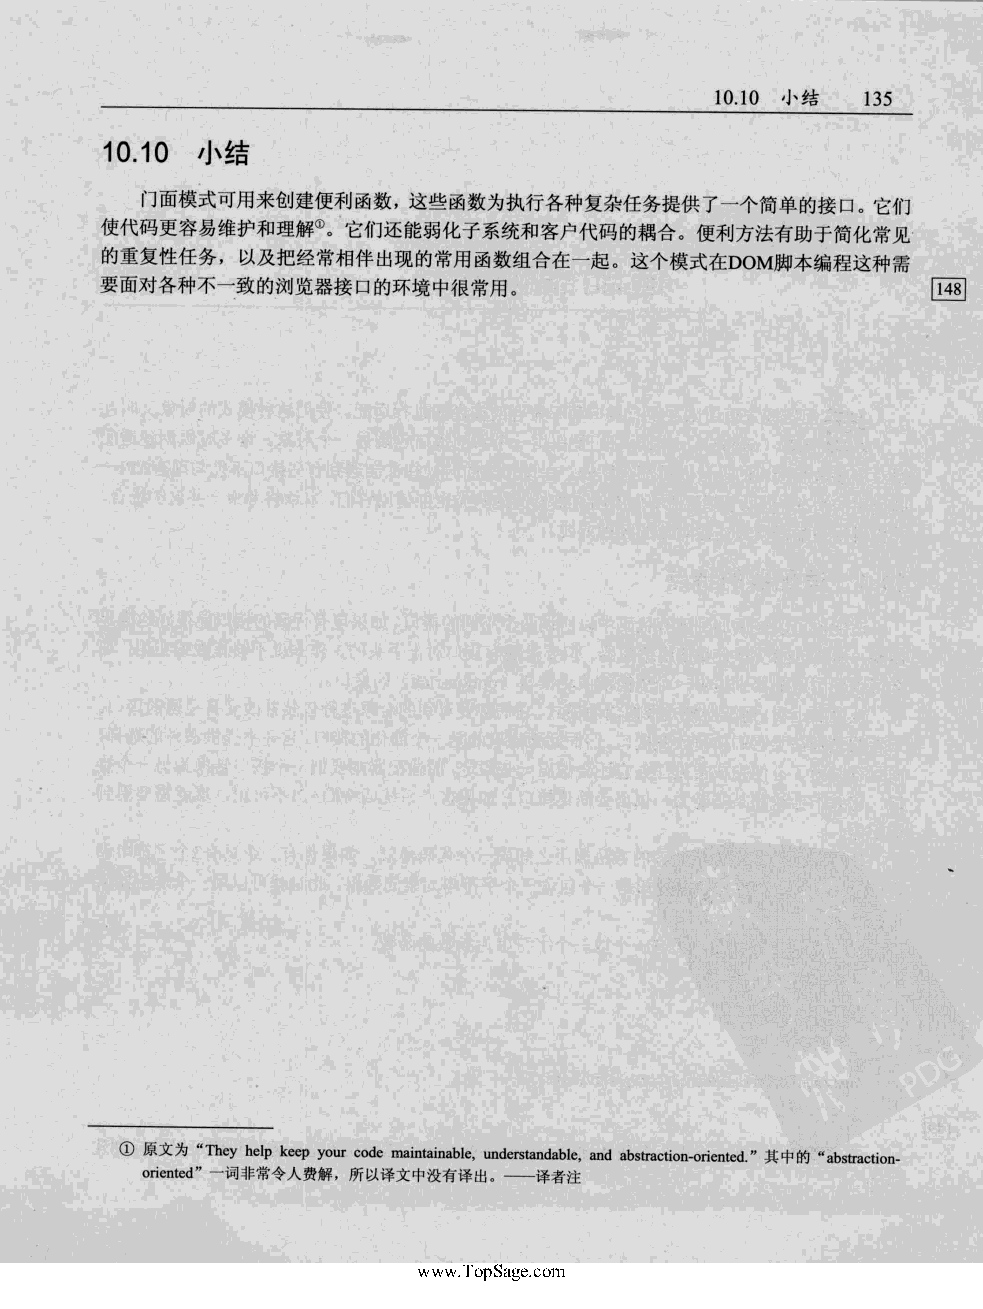 10.10 小结 135
10.10 小结
门面模式可用来创建便利函数，这些函数为执行各种复杂任务提供了一个简单的接口。它们
使代码更容易维护和理解①。它们还能弱化子系统和客户代码的耦合。便利方法有助于简化常见
的重复性任务，以及把经常相伴出现的常用函数组合在一起。这个模式在DOM脚本编程这种需
要面对各种不一致的浏览器接口的环境中很常用。
148
PDG
① 原文为“They help keep your code maintainable, understandable, and abstraction-oriented.”其中的“abstraction-
oriented”一词非常令人费解，所以译文中没有译出。——译者注
www.TopSage.com